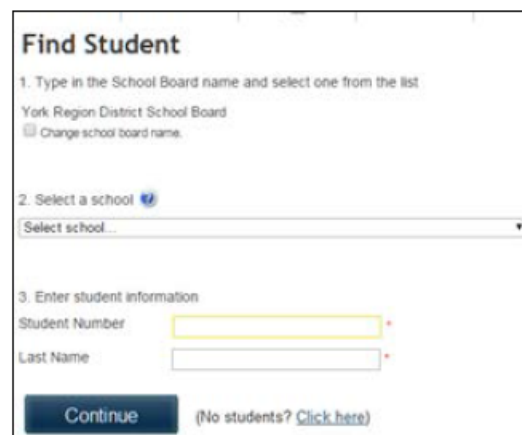 Find Student
1. Type in the School Board name and select one from the list
York Region District School Board
Change school board name.
2. Select a school ?
Select school...
3. Enter student information
Student Number *
Last Name *
Continue (No students? Click here)